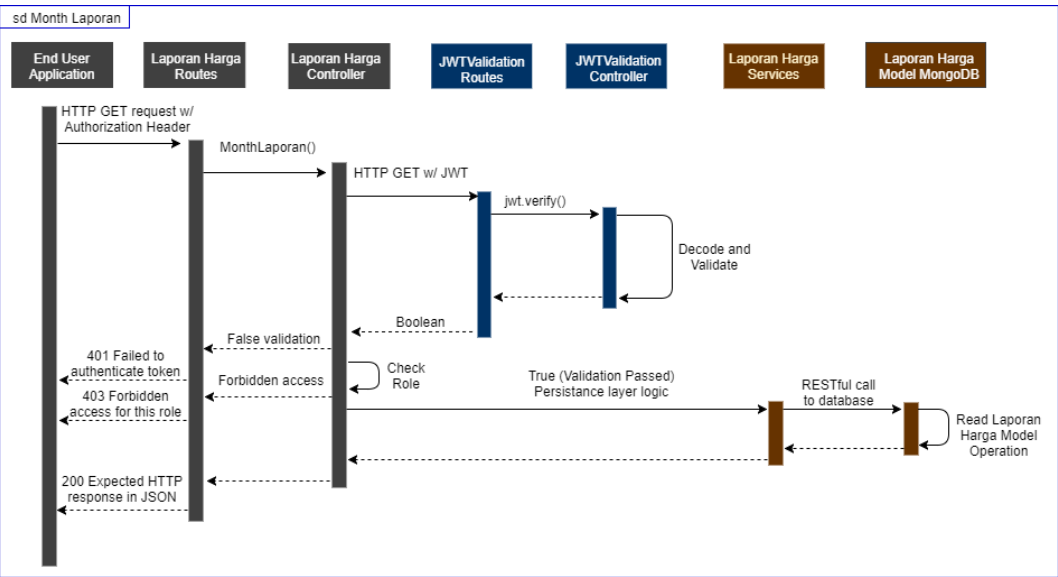 sd Month Laporan
End User
Application
Laporan Harga
Routes
Laporan Harga
Controller
JWTValidation
Routes
JWTValidation
Controller
Laporan Harga
Services
Laporan Harga
Model MongoDB
HTTP GET request w/
Authorization Header
MonthLaporan()
HTTP GET w/ JWT
jwt.verify()
Decode and
Validate
Boolean
False validation
401 Failed to
authenticate token
Check
Role
Forbidden access
403 Forbidden
access for this role
True (Validation Passed)
Persistance layer logic
RESTful call
to database
Read Laporan
Harga Model
Operation
200 Expected HTTP
response in JSON